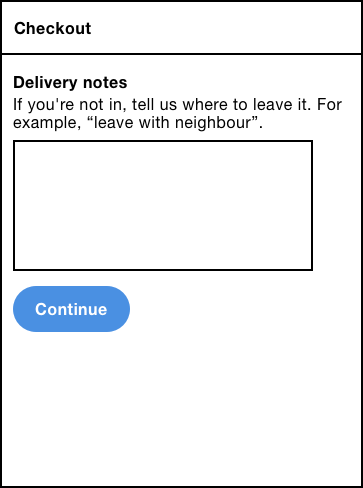 Checkout
Delivery notes
If you're not in, tell us where to leave it. For
example, “leave with neighbour”.
Continue